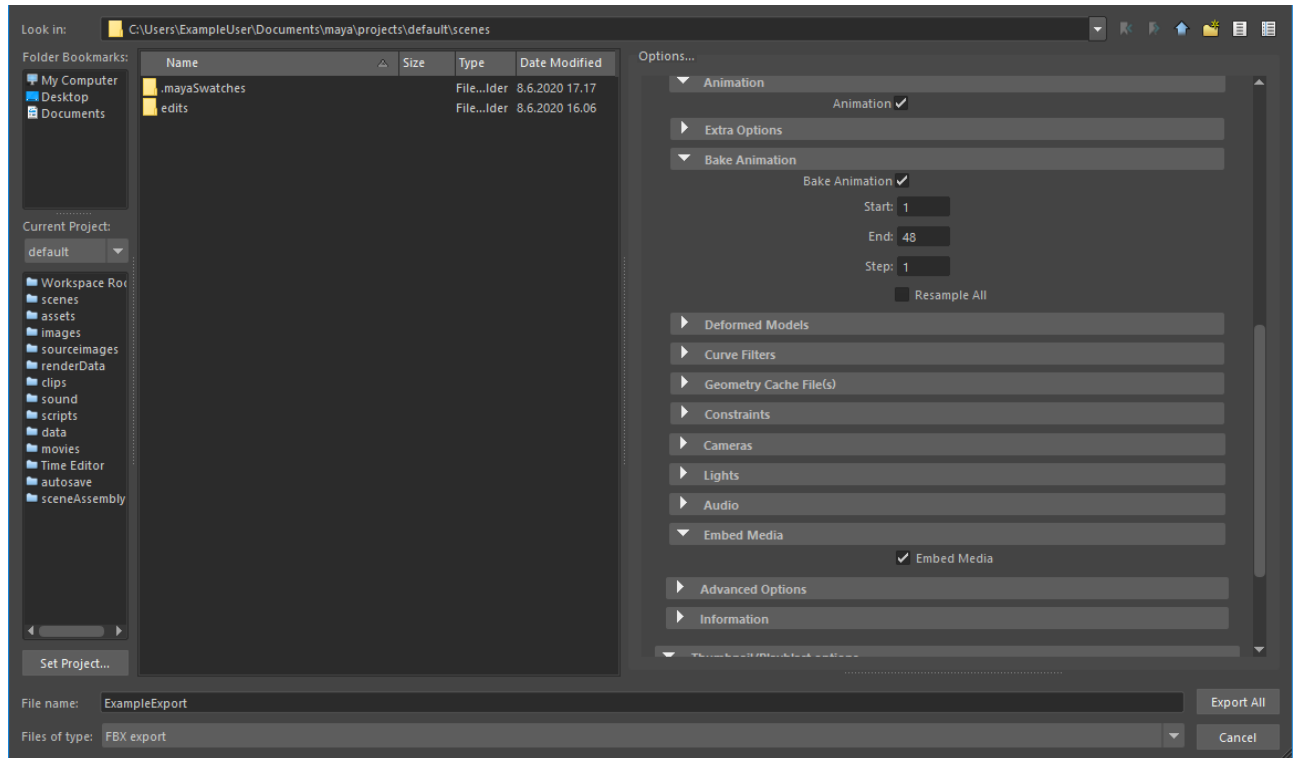 Look in: C:\Users\ExampleUser\Documents\maya\projects\default\scenes
Folder Bookmarks:
My Computer
Desktop
Documents
Current Project:
default
Workspace Roo
scenes
assets
images
sourceimages
renderData
clips
sound
scripts
data
movies
Time Editor
autosave
sceneAssembly
Set Project...
Name Size Type Date Modified
.mayaSwatches File...lder 8.6.2020 17.17
edits File...lder 8.6.2020 16.06
Options...
Animation
Animation
Extra Options
Bake Animation
Bake Animation
Start: 1
End: 48
Step: 1
Resample All
Deformed Models
Curve Filters
Geometry Cache File(s)
Constraints
Cameras
Lights
Audio
Embed Media
Embed Media
Advanced Options
Information
Thumbnail/Playblast options
File name: ExampleExport Export All
Files of type: FBX export Cancel